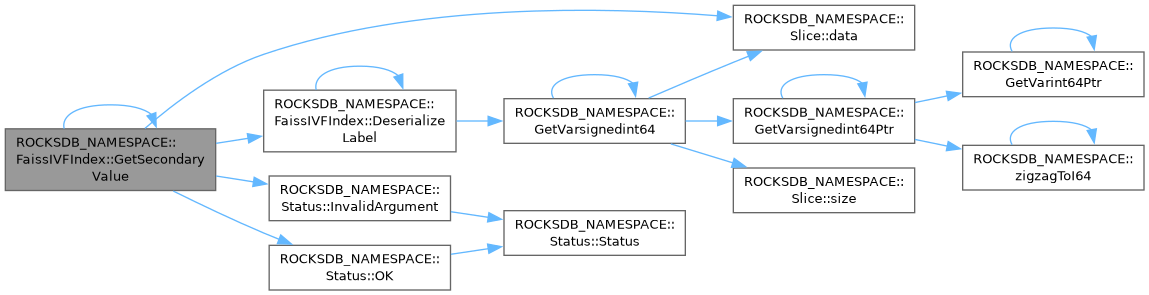 ROCKSDB_NAMESPACE::
FaissIVFIndex::GetSecondary
Value
ROCKSDB_NAMESPACE::
FaissIVFIndex::Deserialize
Label
ROCKSDB_NAMESPACE::
Status::InvalidArgument
ROCKSDB_NAMESPACE::
Status::OK
ROCKSDB_NAMESPACE::
GetVarsignedint64
ROCKSDB_NAMESPACE::
Status::Status
ROCKSDB_NAMESPACE::
Slice::data
ROCKSDB_NAMESPACE::
GetVarsignedint64Ptr
ROCKSDB_NAMESPACE::
Slice::size
ROCKSDB_NAMESPACE::
GetVarint64Ptr
ROCKSDB_NAMESPACE::
zigzagToI64